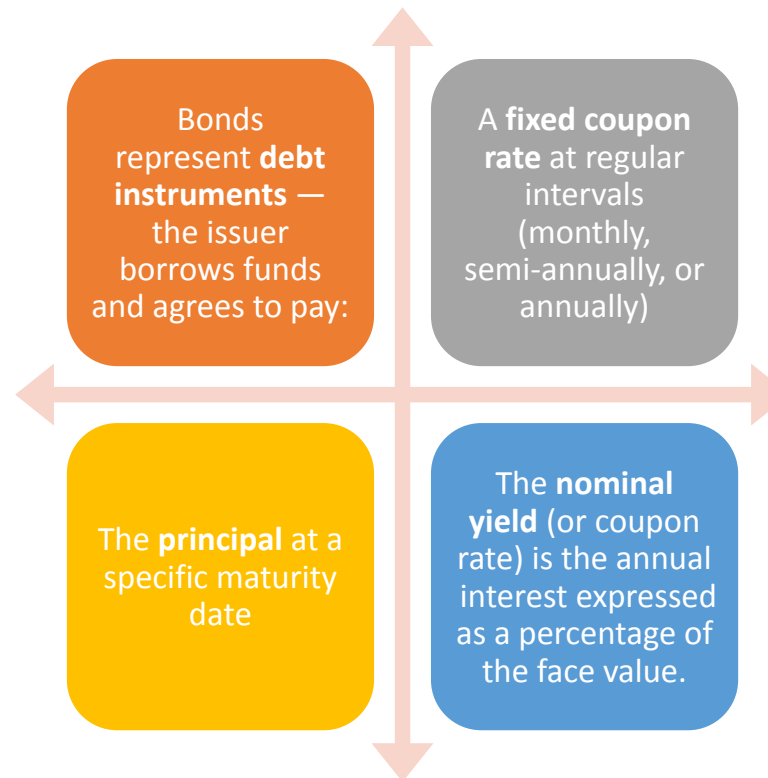 Bonds
represent debt
instruments —
the issuer
borrows funds
and agrees to pay:
A fixed coupon
rate at regular
intervals
(monthly,
semi-annually, or
annually)
The principal at a
specific maturity
date
The nominal
yield (or coupon
rate) is the annual
interest expressed
as a percentage of
the face value.